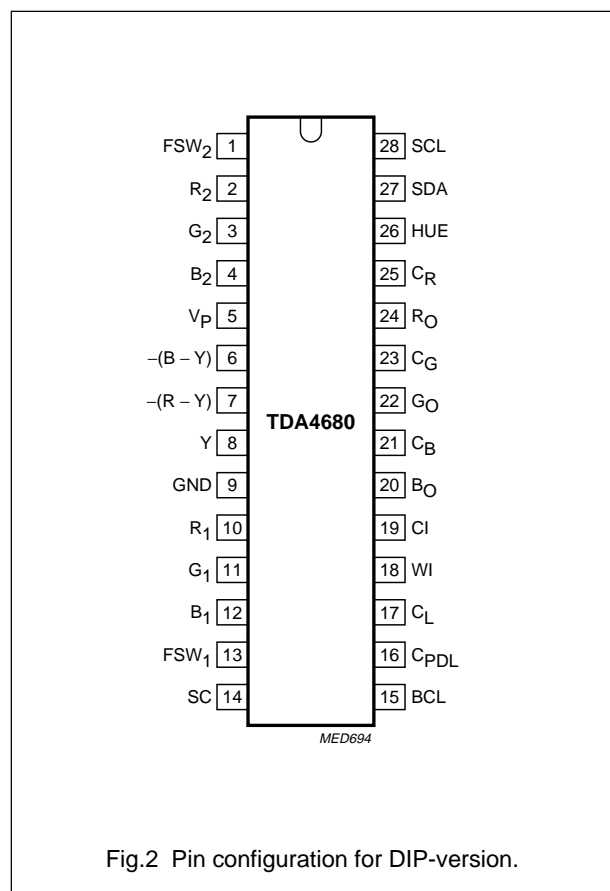 FSW2 1 28 SCL
R2 2 27 SDA
G2 3 26 HUE
B2 4 25 CR
VP 5 24 RO
−(B − Y) 6 23 CG
−(R − Y) 7 22 GO
TDA4680
Y 8 21 CB
GND 9 20 BO
R1 10 19 CI
G1 11 18 WI
B1 12 17 CL
FSW1 13 16 CPDL
SC 14 15 BCL
MED694
Fig.2 Pin configuration for DIP-version.